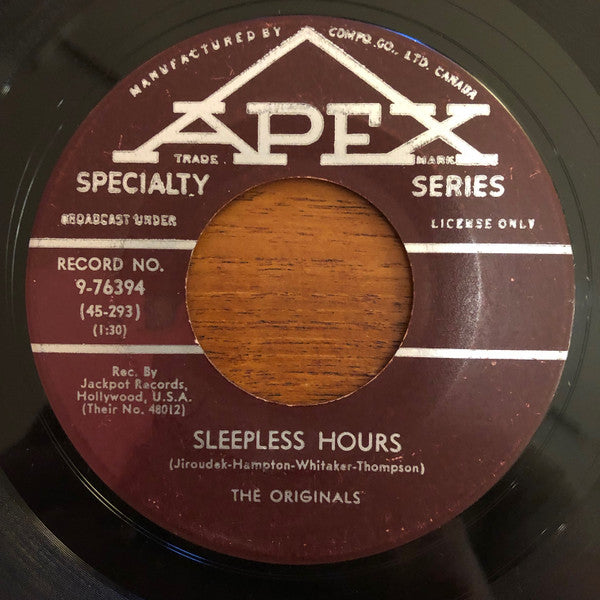 MANUFACTURED BY COMPO. CO., LTD. CANADA
APEX
TRADE MARK
SPECIALTY SERIES
BROADCAST UNDER LICENSE ONLY
RECORD NO.
9-76394
(45-293)
(1:30)
Rec. By
Jackpot Records,
Hollywood, U.S.A.
(Their No. 48012)
SLEEPLESS HOURS
(Jiroudek-Hampton-Whitaker-Thompson)
THE ORIGINALS